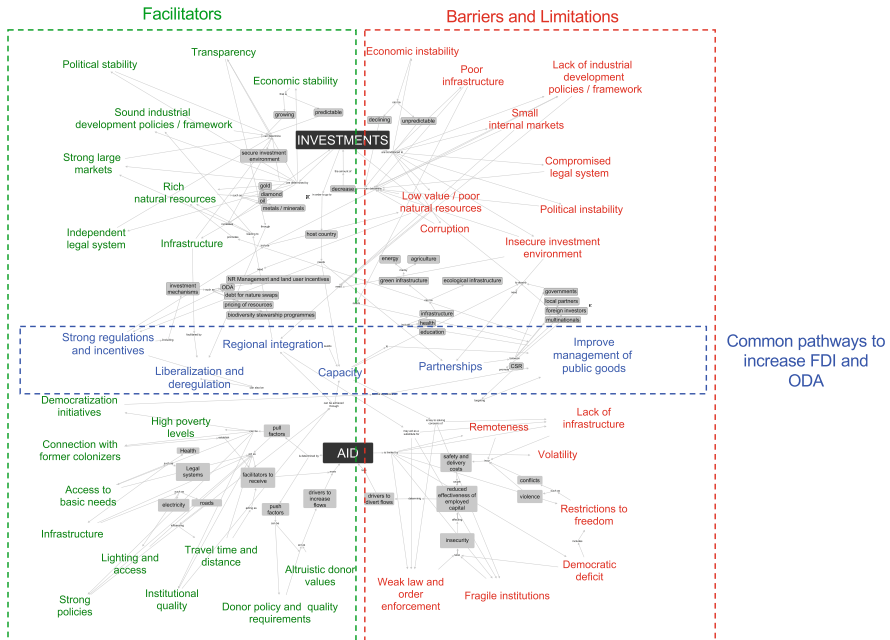 Facilitators
Barriers and Limitations
Transparency
Political stability
Economic stability
Economic instability
Poor
infrastructure
Lack of industrial
development
policies / framework
growing
predictable
declining
unpredictable
Sound industrial
development policies / framework
Small
internal markets
INVESTMENTS
secure investment
environment
Strong large
markets
Compromised
legal system
Rich
natural resources
gold
diamond
oil
metals / minerals
decrease
Low value / poor
natural resources
Political instability
Corruption
Independent
legal system
Infrastructure
host country
Insecure investment
environment
energy
agriculture
green infrastructure
ecological infrastructure
investment
mechanisms
NR Management and land user incentives
ODA
debt for nature swaps
pricing of resources
biodiversity stewarship programmes
governments
local partners
foreign investors
multinationals
infrastructure
health
education
Strong regulations
and incentives
Regional integration
Improve
management of
public goods
Common pathways to
increase FDI and
ODA
Liberalization and
deregulation
Capacity
Partnerships
CSR
Democratization
initiatives
High poverty
levels
pull
factors
Remoteness
Lack of
infrastructure
Connection with
former colonizers
Health
AID
Volatility
Legal
systems
facilitators to
receive
safety and
delivery
costs
conflicts
Access to
basic needs
drivers to
increase
flows
drivers to
divert flows
reduced
effectiveness of
employed
capital
violence
electricity
roads
push
factors
Restrictions to
freedom
Infrastructure
insecurity
Lighting and
access
Travel time and
distance
Altruistic donor
values
Democratic
deficit
Strong
policies
Institutional
quality
Donor policy and quality
requirements
Weak law and
order
enforcement
Fragile institutions